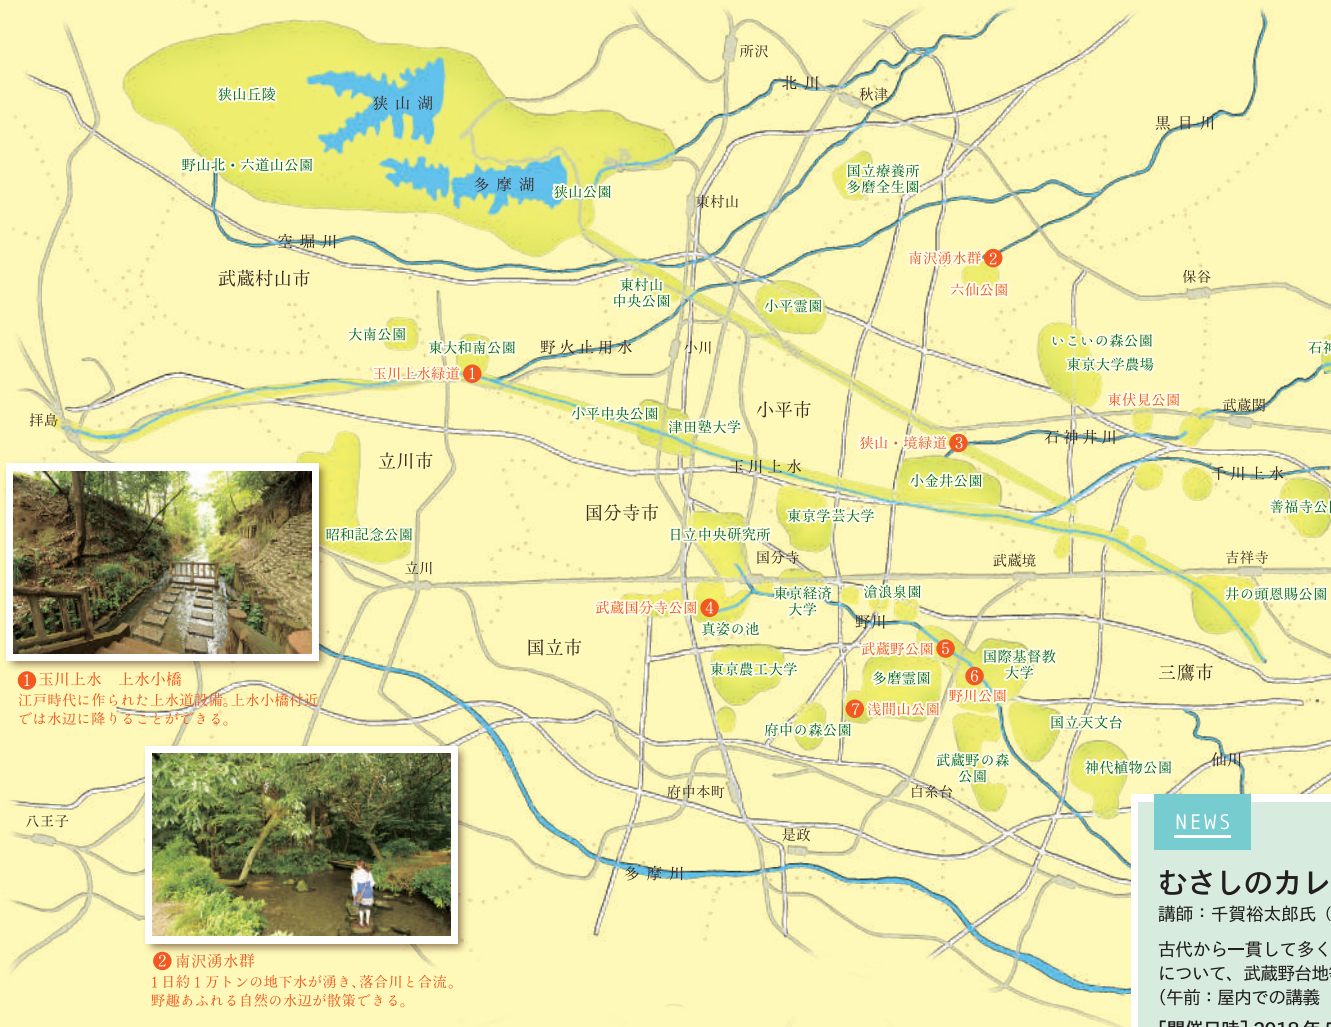 所沢
北川
秋津
狭山丘陵
狭山湖
黒目川
野山北・六道山公園
国立療養所
多磨全生園
多摩湖
狭山公園
東村山
空堀川
南沢湧水群 2
武蔵村山市
保谷
東村山
中央公園
六仙公園
小平霊園
大南公園
東大和南公園
野火止用水
小川
いこいの森公園
東京大学農場
玉川上水緑道 1
東伏見公園
武蔵関
拝島
小平中央公園
小平市
津田塾大学
石神井川
狭山・境緑道 3
立川市
玉川上水
小金井公園
千川上水
国分寺市
東京学芸大学
昭和記念公園
日立中央研究所
国分寺
武蔵境
吉祥寺
立川
東京経済
大学
滄浪泉園
井の頭恩賜公園
武蔵国分寺公園 4
真姿の池
野川
国立市
武蔵野公園 5
国際基督教
大学
東京農工大学
多磨霊園
6
野川公園
三鷹市
7 浅間山公園
府中の森公園
国立天文台
武蔵野の森
公園
神代植物公園
仙川
府中本町
白糸台
八王子
是政
多摩川
1 玉川上水　上水小橋
江戸時代に作られた上水道設備。上水小橋付近
では水辺に降りることができる。
2 南沢湧水群
1日約1万トンの地下水が湧き、落合川と合流。
野趣あふれる自然の水辺が散策できる。
NEWS
むさしのカレ
講師：千賀裕太郎氏（
古代から一貫して多く
について、武蔵野台地
（午前：屋内での講義